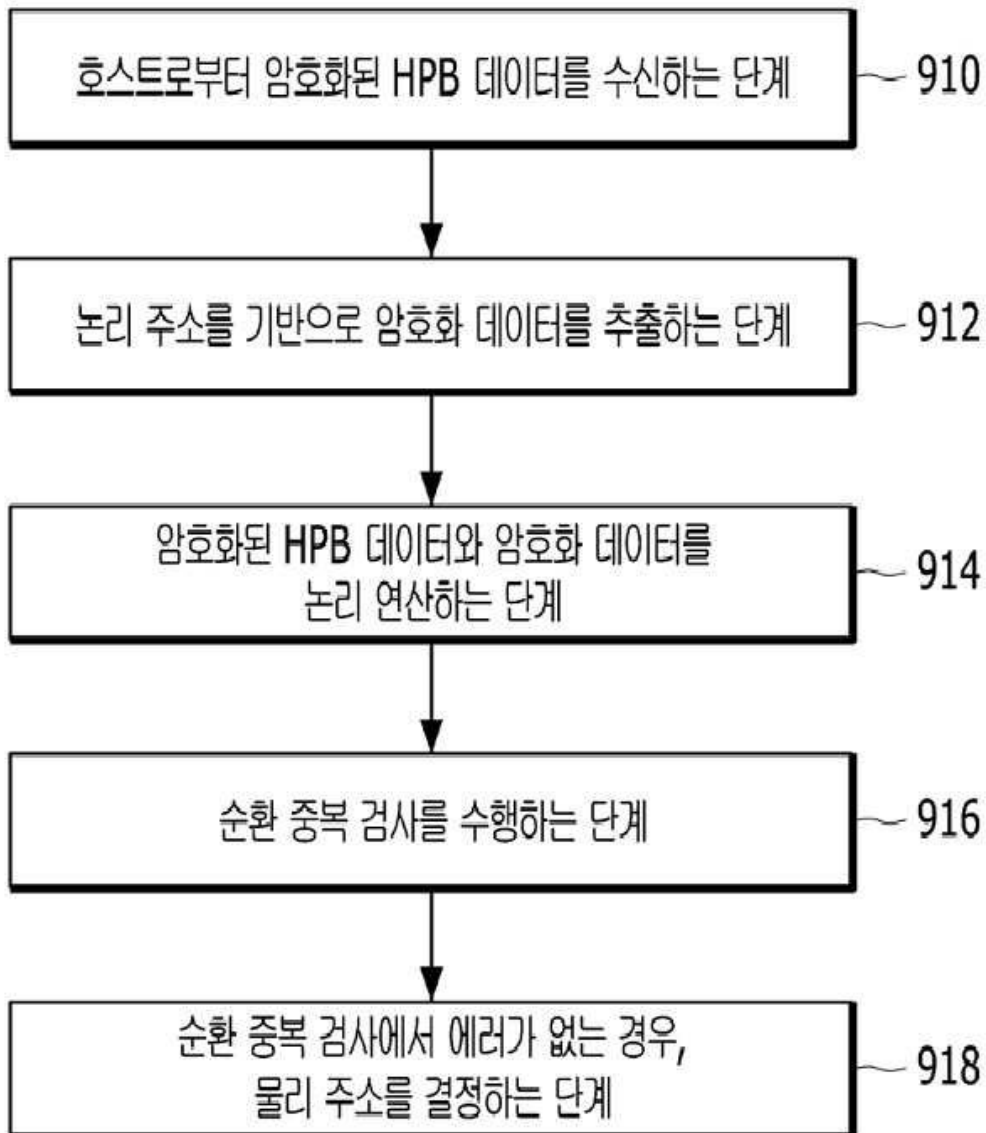 호스트로부터 암호화된 HPB 데이터를 수신하는 단계
910
논리 주소를 기반으로 암호화 데이터를 추출하는 단계
912
암호화된 HPB 데이터와 암호화 데이터를
논리 연산하는 단계
914
순환 중복 검사를 수행하는 단계
916
순환 중복 검사에서 에러가 없는 경우,
물리 주소를 결정하는 단계
918